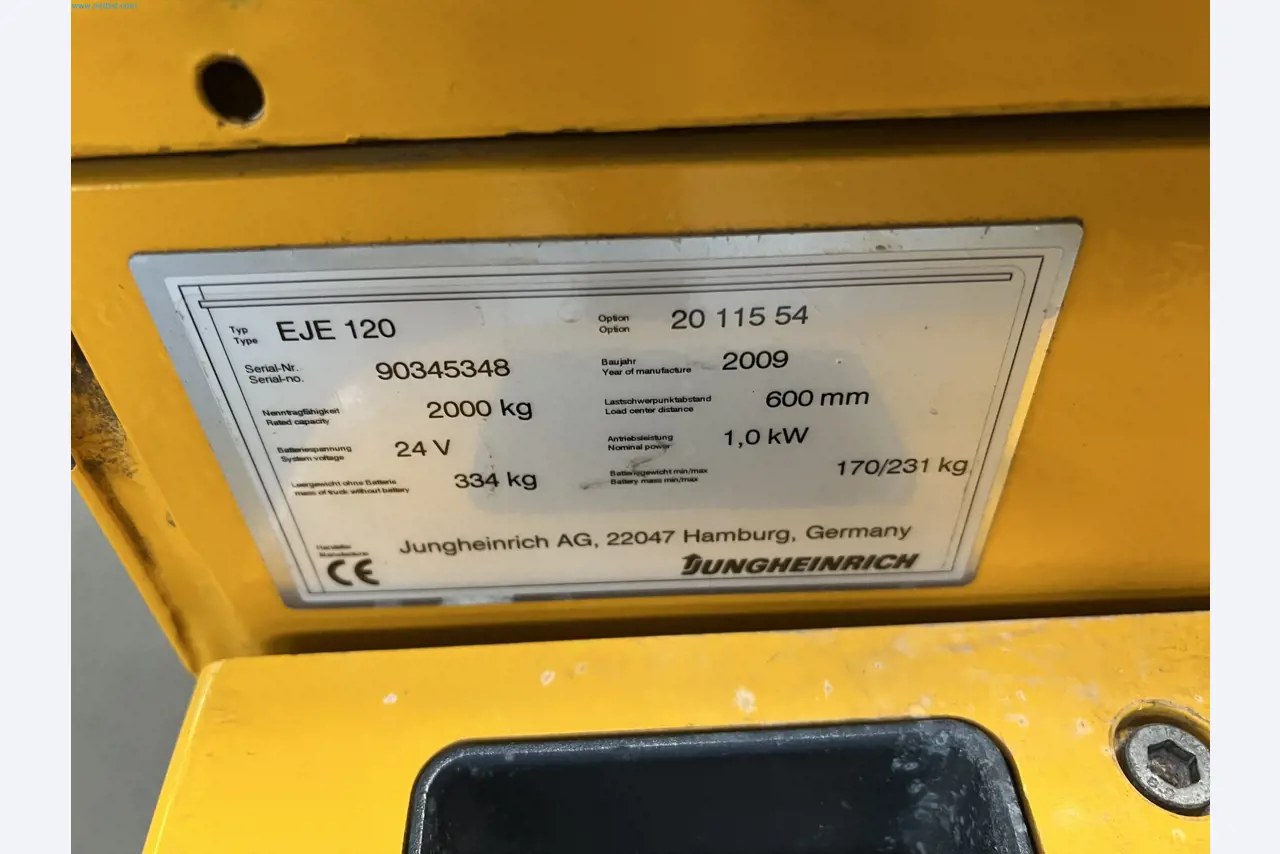 www.netbid.com
Typ Type EJE 120 Option Option 20 115 54
Serial-Nr. Serial-no. 90345348 Baujahr Year of manufacture 2009
Nenntragfähigkeit Rated capacity 2000 kg Lastschwerpunktabstand Load center distance 600 mm
Batteriespannung System voltage 24 V Antriebsleistung Nominal power 1,0 kW
Leergewicht ohne Batterie mass of truck without battery 334 kg Batteriegewicht min/max Battery mass min/max 170/231 kg
Hersteller Manufacturer Jungheinrich AG, 22047 Hamburg, Germany
CE JUNGHEINRICH